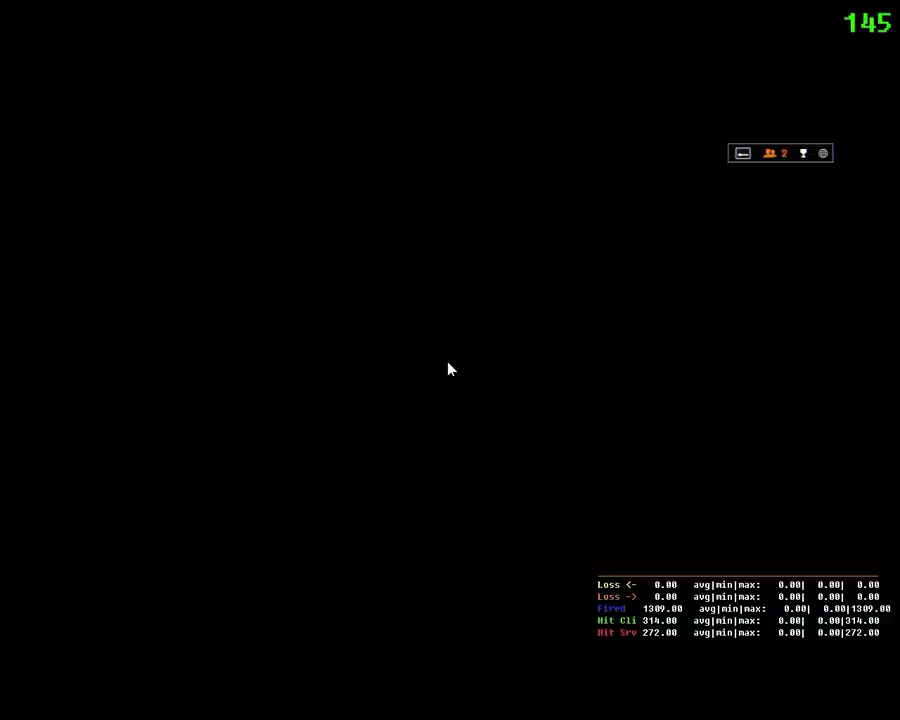 145
2
Loss <- 0.00 avg|min|max: 0.00| 0.00| 0.00
Loss -> 0.00 avg|min|max: 0.00| 0.00| 0.00
Fired 1309.00 avg|min|max: 0.00| 0.00|1309.00
Hit Cli 314.00 avg|min|max: 0.00| 0.00|314.00
Hit Srv 272.00 avg|min|max: 0.00| 0.00|272.00